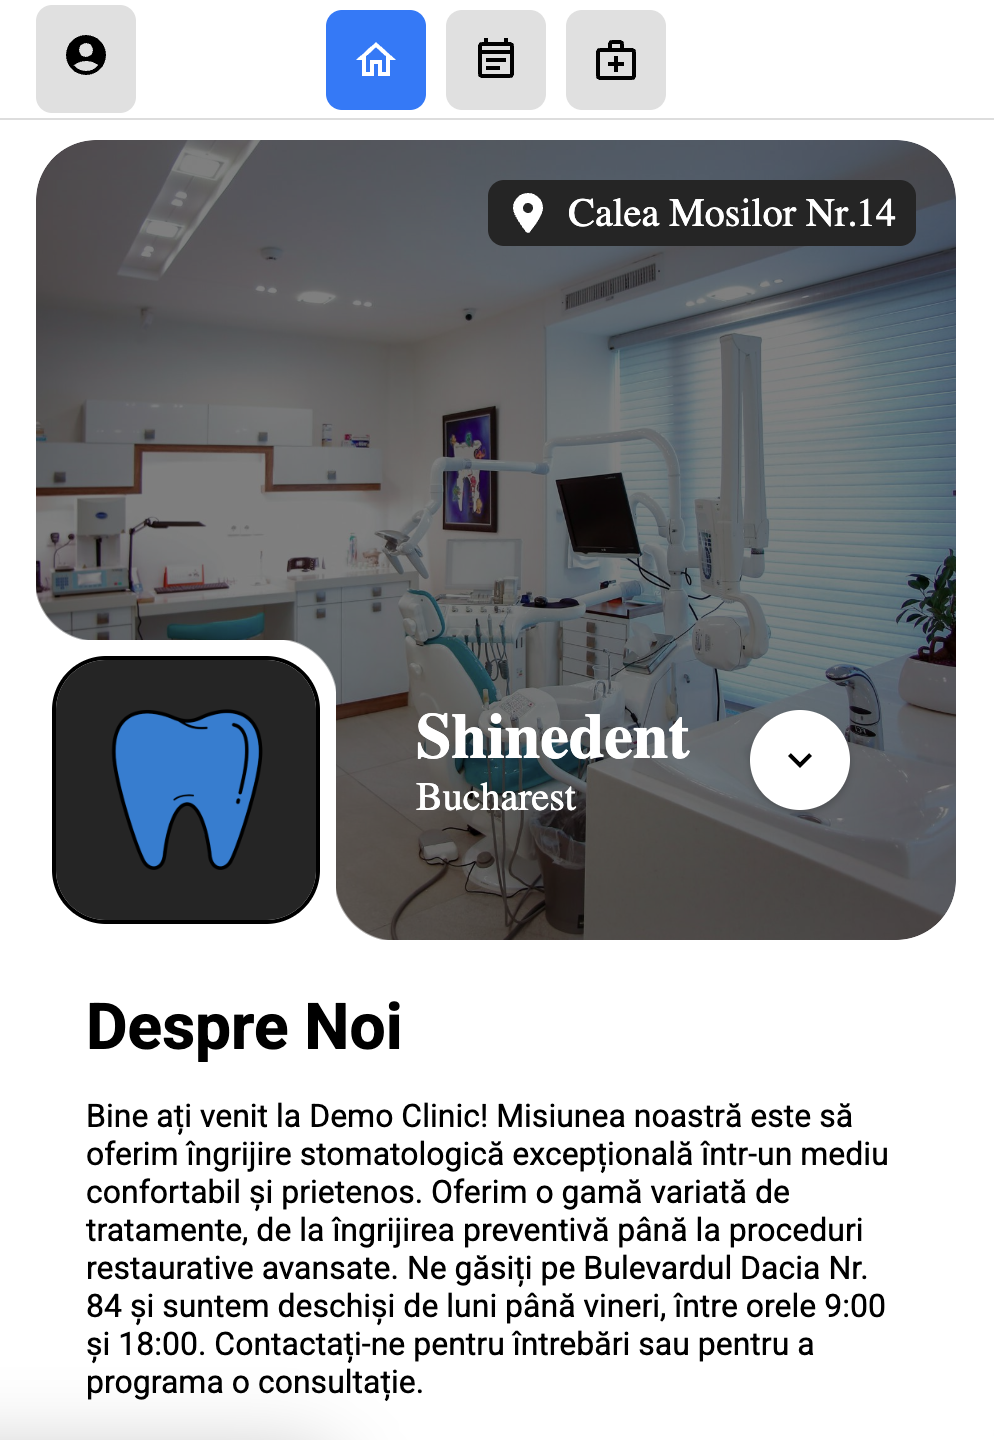 Calea Mosilor Nr.14
Shinedent
Bucharest
Despre Noi
Bine ați venit la Demo Clinic! Misiunea noastră este să
oferim îngrijire stomatologică excepțională într-un mediu
confortabil și prietenos. Oferim o gamă variată de
tratamente, de la îngrijirea preventivă până la proceduri
restaurative avansate. Ne găsiți pe Bulevardul Dacia Nr.
84 și suntem deschiși de luni până vineri, între orele 9:00
și 18:00. Contactați-ne pentru întrebări sau pentru a
programa o consultație.